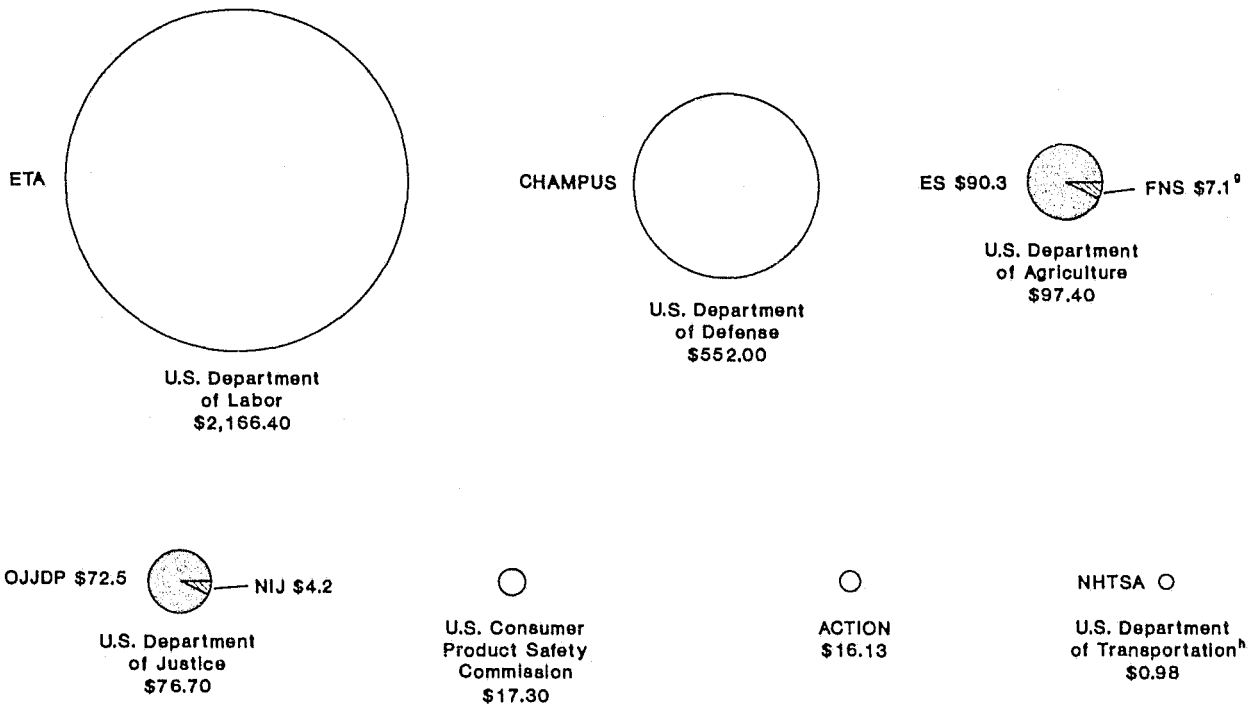 ETA
U.S. Department
of Labor
$2,166.40
CHAMPUS
U.S. Department
of Defense
$552.00
ES $90.3
FNS $7.1ᵍ
U.S. Department
of Agriculture
$97.40
OJJDP $72.5
NIJ $4.2
U.S. Department
of Justice
$76.70
U.S. Consumer
Product Safety
Commission
$17.30
ACTION
$16.13
NHTSA
U.S. Department
of Transportationʰ
$0.98